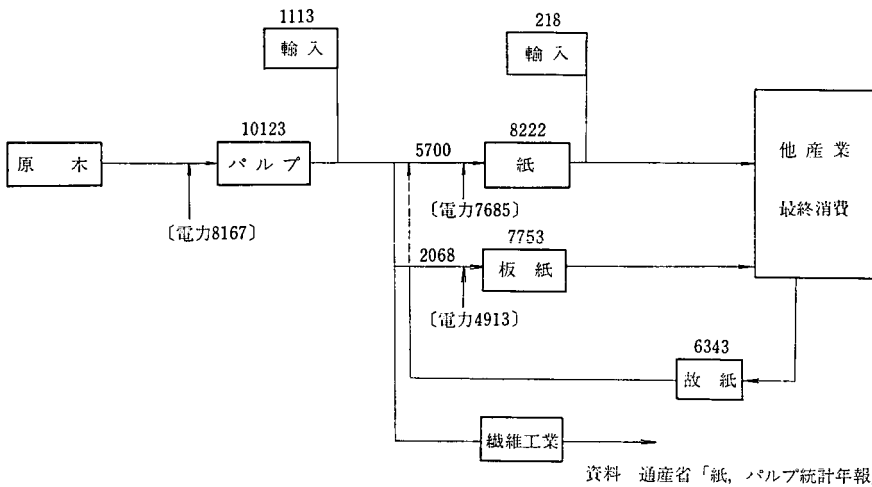 1113
輸入
218
輸入
10123
原木
パルプ
5700
8222
紙
他産業
最終消費
〔電力8167〕
〔電力7685〕
2068
7753
板紙
〔電力4913〕
6343
故紙
繊維工業
資料 通産省「紙，パルプ統計年報